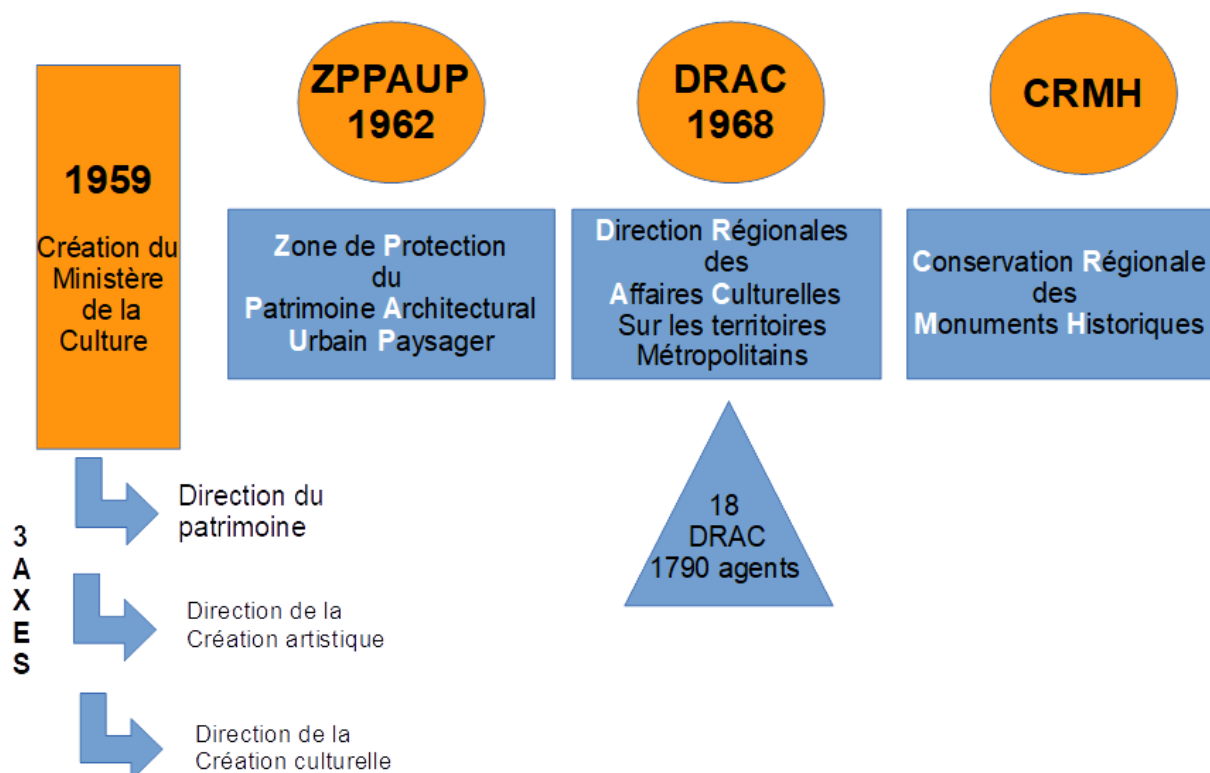 1959
Création du
Ministère
de la
Culture
ZPPAUP
1962
Zone de Protection
du
Patrimoine Architectural
Urbain Paysager
DRAC
1968
Direction Régionales
des
Affaires Culturelles
Sur les territoires
Métropolitains
18
DRAC
1790 agents
CRMH
Conservation Régionale
des
Monuments Historiques
3
A
X
E
S
Direction du
patrimoine
Direction de la
Création artistique
Direction de la
Création culturelle